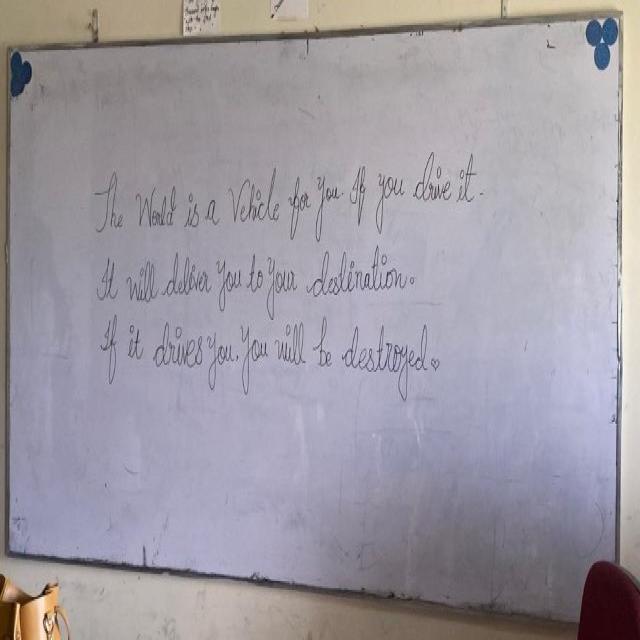 The World is a Vehicle for you If you drive it.
It will deliver you to your destination.
If it drives you. you will be destroyed.